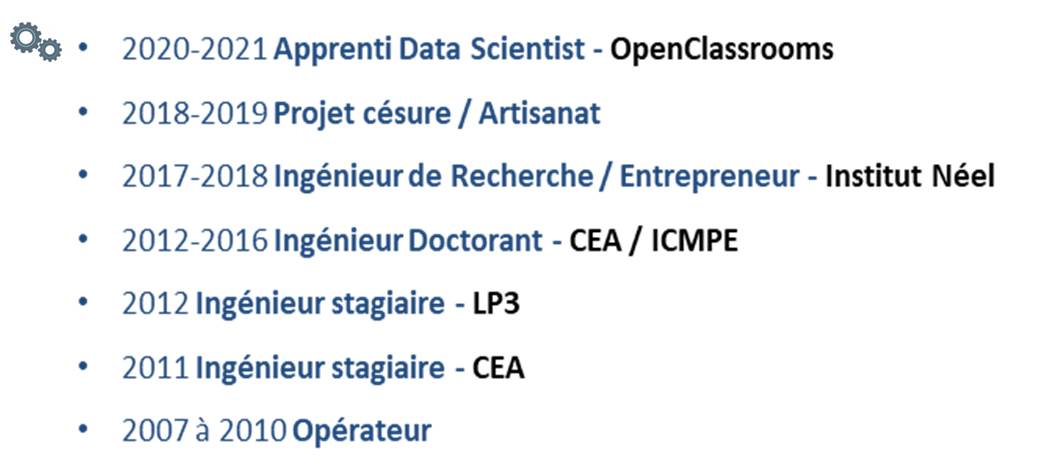 • 2020-2021 Apprenti Data Scientist - OpenClassrooms
• 2018-2019 Projet césure / Artisanat
• 2017-2018 Ingénieur de Recherche / Entrepreneur - Institut Néel
• 2012-2016 Ingénieur Doctorant - CEA / ICMPE
• 2012 Ingénieur stagiaire - LP3
• 2011 Ingénieur stagiaire - CEA
• 2007 à 2010 Opérateur